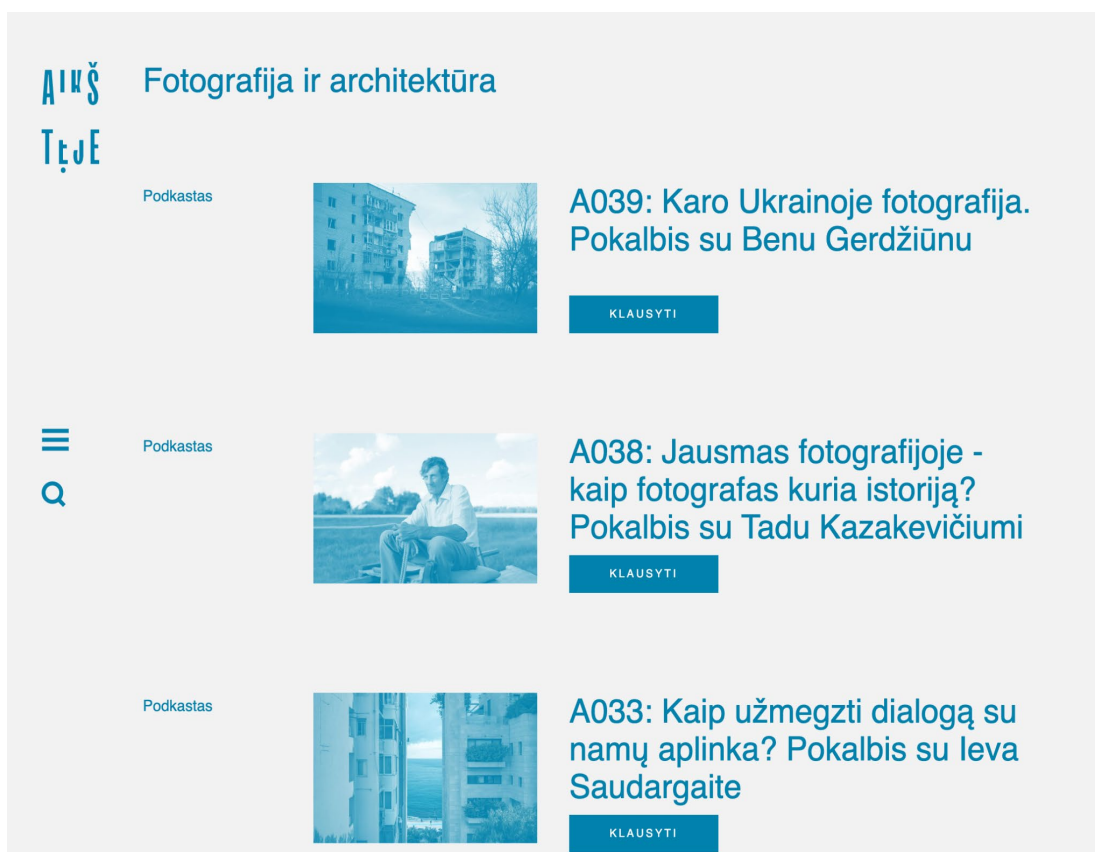 AIKŠ
TĖJE
Fotografija ir architektūra
Podkastas
A039: Karo Ukrainoje fotografija.
Pokalbis su Benu Gerdžiūnu
KLAUSYTI
Podkastas
A038: Jausmas fotografijoje -
kaip fotografas kuria istoriją?
Pokalbis su Tadu Kazakevičiumi
KLAUSYTI
Podkastas
A033: Kaip užmegzti dialogą su
namų aplinka? Pokalbis su Ieva
Saudargaite
KLAUSYTI